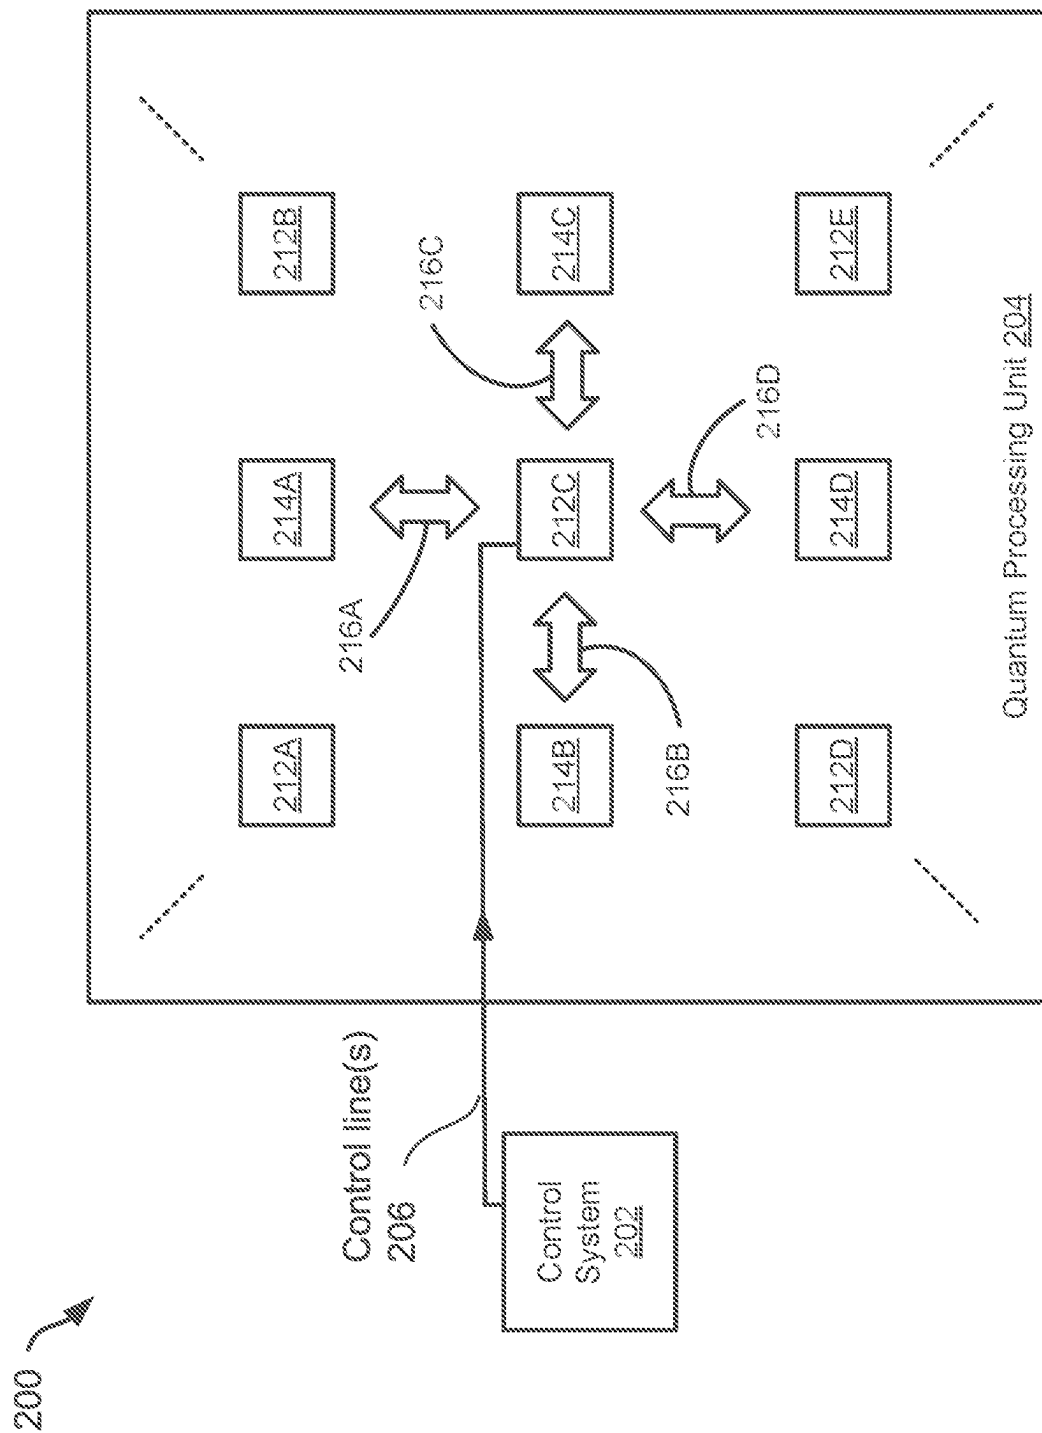 200
Control line(s)
206
Control
System
202
212A
214A
212B
216A
216C
214B
212C
214C
216B
216D
212D
214D
212E
Quantum Processing Unit 204